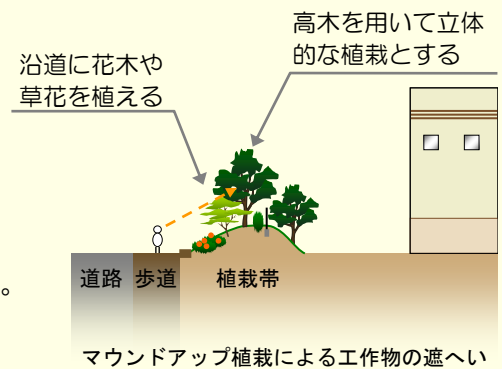 高木を用いて立体
的な植栽とする
沿道に花木や
草花を植える
。
道路 歩道 植栽帯
マウンドアップ植栽による工作物の遮へい